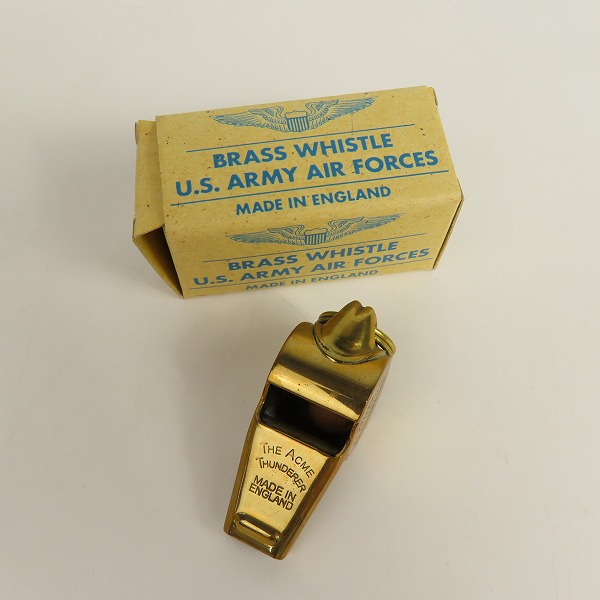 BRASS WHISTLE
U.S. ARMY AIR FORCES
MADE IN ENGLAND
BRASS WHISTLE
U.S. ARMY AIR FORCES
MADE IN ENGLAND
THE ACME
THUNDERER
MADE IN
ENGLAND